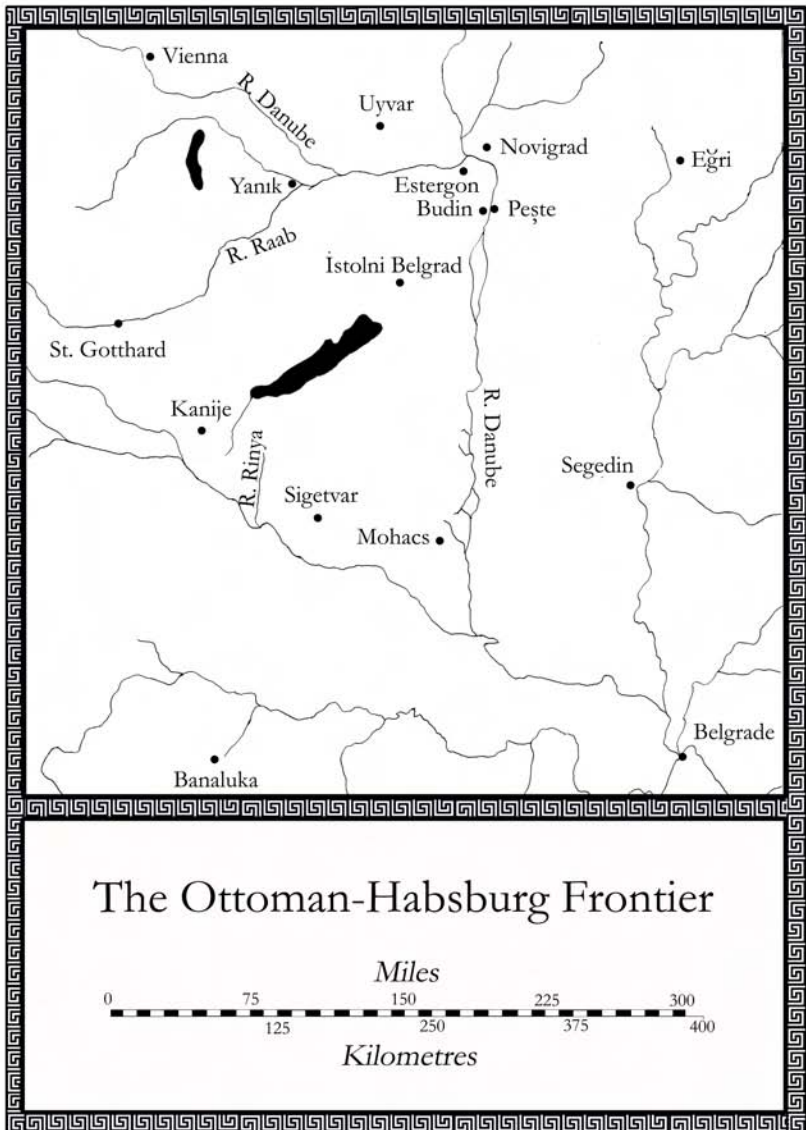 Vienna
R. Danube
Uyvar
Novigrad
Eğri
Yanık
Estergon
Budin
Peşte
R. Raab
İstolni Belgrad
St. Gotthard
Kanije
R. Danube
R. Rinya
Segedin
Sigetvar
Mohacs
Belgrade
Banaluka
The Ottoman-Habsburg Frontier
Miles
0 75 150 225 300
125 250 375 400
Kilometres